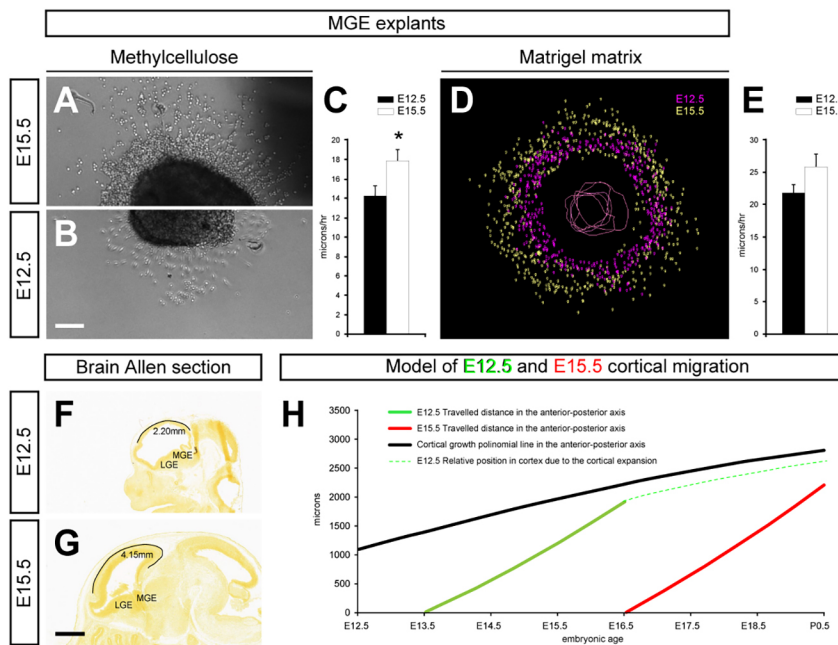 MGE explants
Methylcellulose
Matrigel matrix
E15.5
E12.5
A
B
C
E12.5
E15.5
*
microns/hr
20
18
16
14
12
10
8
6
4
2
0
D
E12.5
E15.5
E
E12.5
E15.
microns/hr
30
25
20
15
10
5
0
Brain Allen section
Model of E12.5 and E15.5 cortical migration
E12.5
E15.5
F
2.20mm
MGE
LGE
G
4.15mm
LGE
MGE
H
E12.5 Travelled distance in the anterior-posterior axis
E15.5 Travelled distance in the anterior-posterior axis
Cortical growth polinomial line in the anterior-posterior axis
E12.5 Relative position in cortex due to the cortical expansion
microns
3500
3000
2500
2000
1500
1000
500
0
E12.5 E13.5 E14.5 E15.5 E16.5 E17.5 E18.5 P0.5
embryonic age